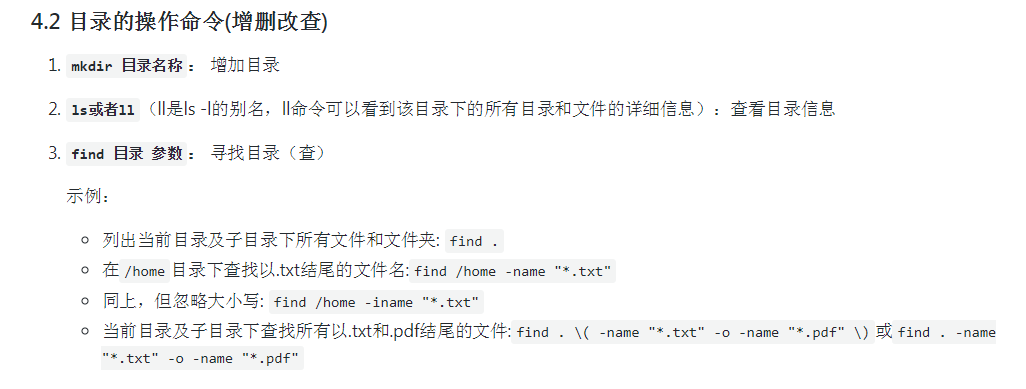 4.2 目录的操作命令(增删改查)
1. mkdir 目录名称： 增加目录
2. ls或者ll（ll是ls -l的别名，ll命令可以看到该目录下的所有目录和文件的详细信息）：查看目录信息
3. find 目录 参数： 寻找目录（查）
示例：
列出当前目录及子目录下所有文件和文件夹: find .
在/home目录下查找以.txt结尾的文件名:find /home -name "*.txt"
同上，但忽略大小写: find /home -iname "*.txt"
当前目录及子目录下查找所有以.txt和.pdf结尾的文件:find . \( -name "*.txt" -o -name "*.pdf" \)或find . -name
"*.txt" -o -name "*.pdf"